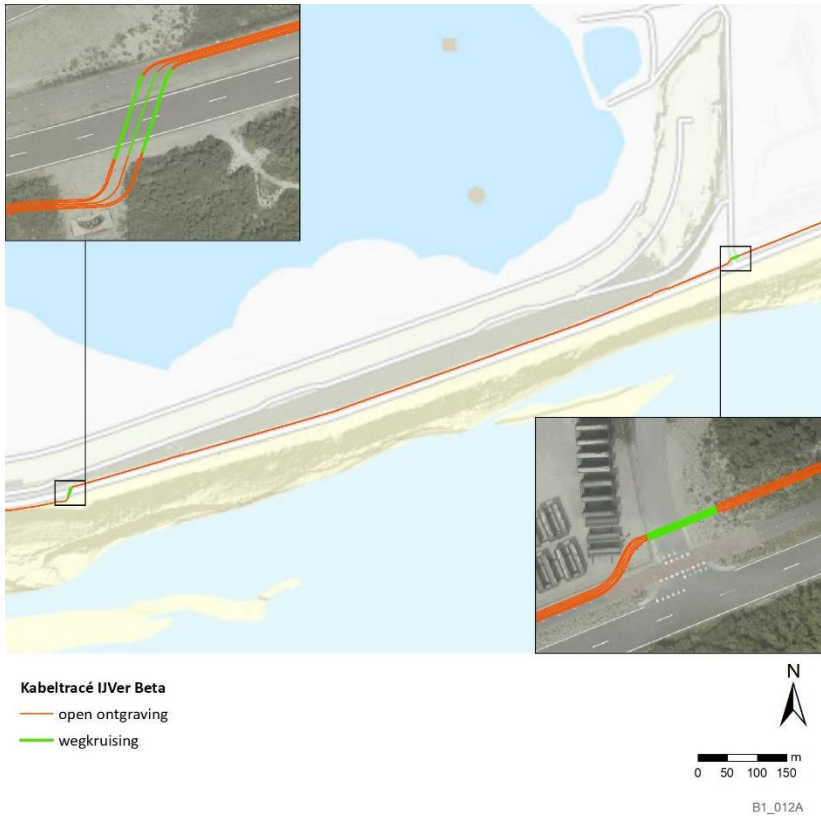 Kabeltracé IJVer Beta
open ontgraving
wegkruising
N
m
0 50 100 150
B1_012A